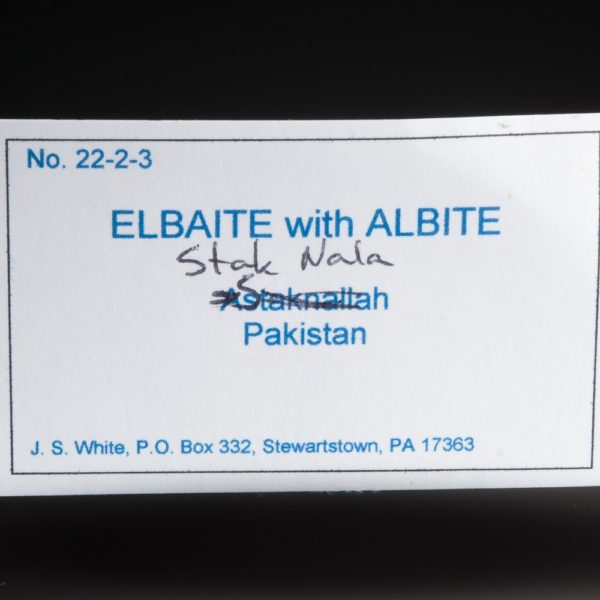 No. 22-2-3
ELBAITE with ALBITE
Stak Nala
Astaknallah
Pakistan
J. S. White, P.O. Box 332, Stewartstown, PA 17363